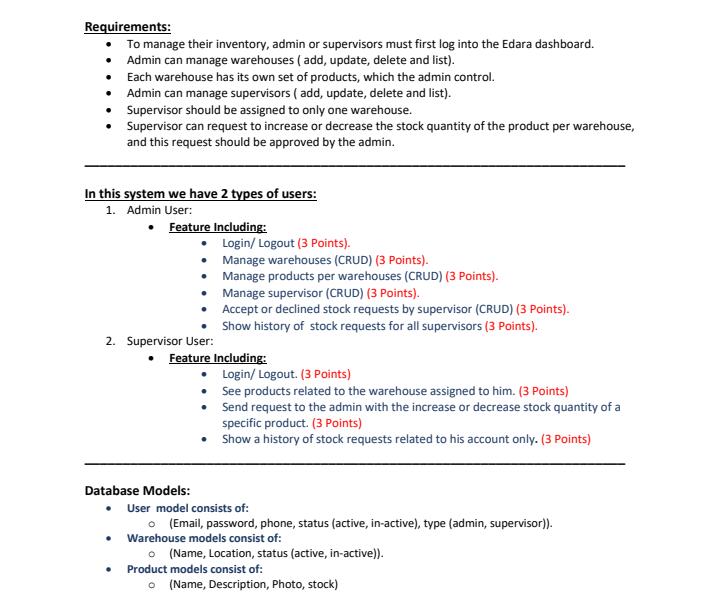 Requirements:
• To manage their inventory, admin or supervisors must first log into the Edara dashboard.
• Admin can manage warehouses ( add, update, delete and list).
• Each warehouse has its own set of products, which the admin control.
• Admin can manage supervisors ( add, update, delete and list).
• Supervisor should be assigned to only one warehouse.
• Supervisor can request to increase or decrease the stock quantity of the product per warehouse,
and this request should be approved by the admin.
In this system we have 2 types of users:
1. Admin User:
• Feature Including:
• Login/ Logout (3 Points).
• Manage warehouses (CRUD) (3 Points).
• Manage products per warehouses (CRUD) (3 Points).
• Manage supervisor (CRUD) (3 Points).
• Accept or declined stock requests by supervisor (CRUD) (3 Points).
• Show history of  stock requests for all supervisors (3 Points).
2. Supervisor User:
• Feature Including:
• Login/ Logout. (3 Points)
• See products related to the warehouse assigned to him. (3 Points)
• Send request to the admin with the increase or decrease stock quantity of a
specific product. (3 Points)
• Show a history of stock requests related to his account only. (3 Points)
Database Models:
• User  model consists of:
o (Email, password, phone, status (active, in-active), type (admin, supervisor)).
• Warehouse models consist of:
o (Name, Location, status (active, in-active)).
• Product models consist of:
o (Name, Description, Photo, stock)